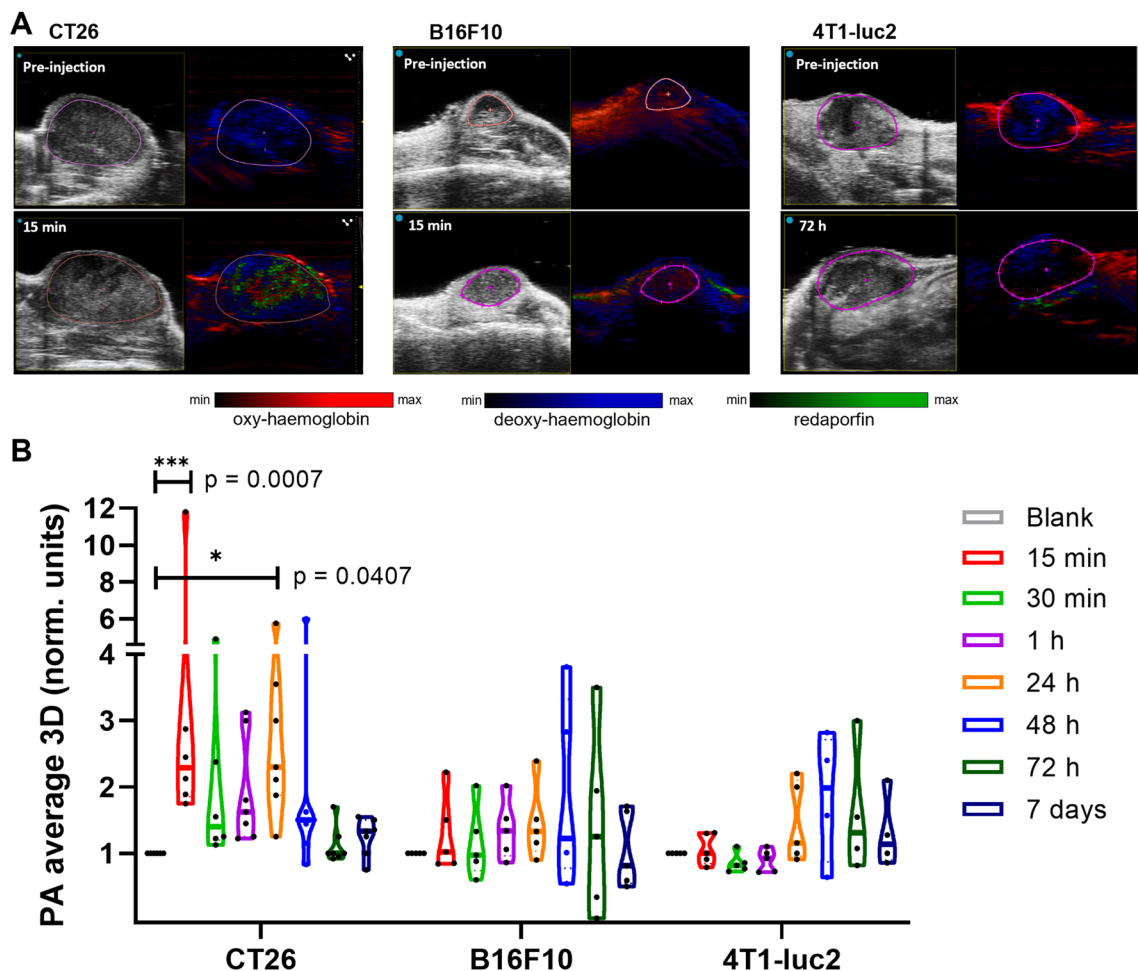 A
CT26
B16F10
4T1-luc2
Pre-injection
Pre-injection
Pre-injection
15 min
15 min
72 h
min
max
oxy-haemoglobin
min
max
deoxy-haemoglobin
min
max
redaporfin
B
*** p = 0.0007
* p = 0.0407
PA average 3D (norm. units)
12
10
8
6
4
3
2
1
CT26
B16F10
4T1-luc2
Blank
15 min
30 min
1 h
24 h
48 h
72 h
7 days